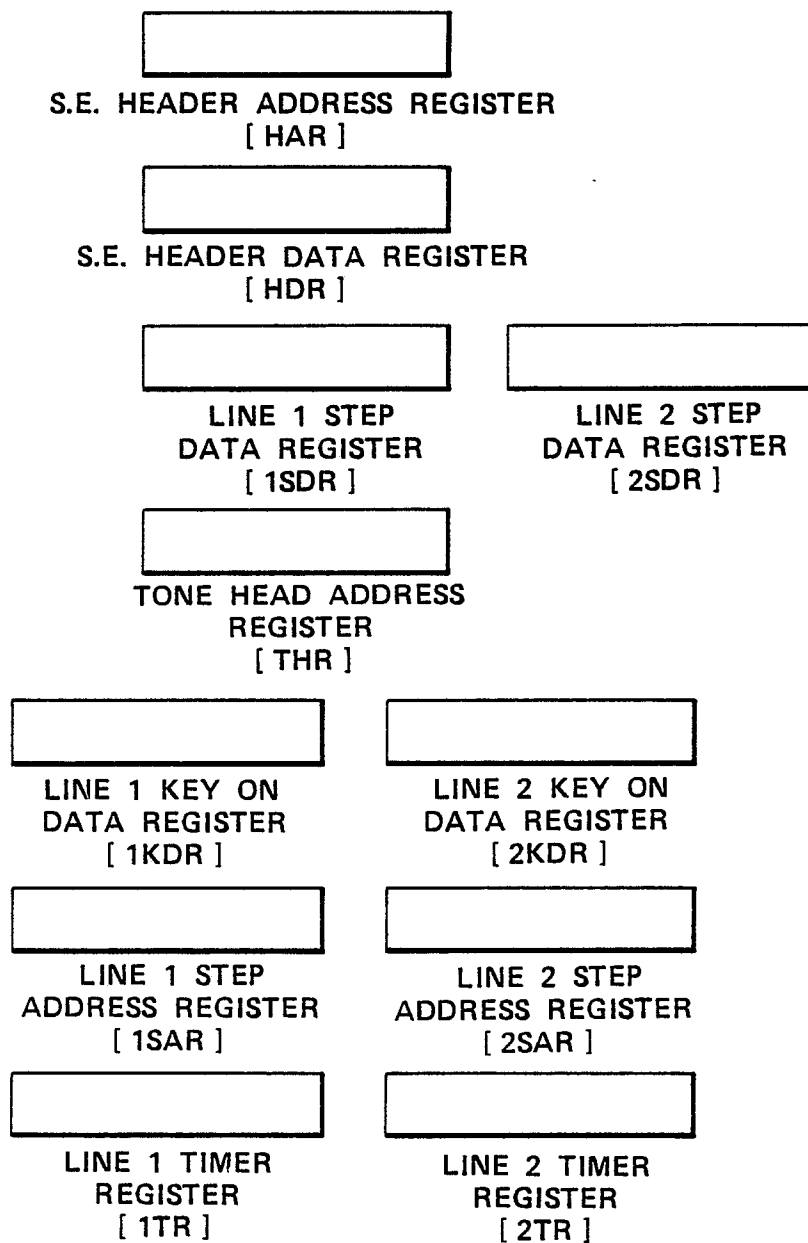 S.E. HEADER ADDRESS REGISTER
[ HAR ]
S.E. HEADER DATA REGISTER
[ HDR ]
LINE 1 STEP
DATA REGISTER
[ 1SDR ]
LINE 2 STEP
DATA REGISTER
[ 2SDR ]
TONE HEAD ADDRESS
REGISTER
[ THR ]
LINE 1 KEY ON
DATA REGISTER
[ 1KDR ]
LINE 2 KEY ON
DATA REGISTER
[ 2KDR ]
LINE 1 STEP
ADDRESS REGISTER
[ 1SAR ]
LINE 2 STEP
ADDRESS REGISTER
[ 2SAR ]
LINE 1 TIMER
REGISTER
[ 1TR ]
LINE 2 TIMER
REGISTER
[ 2TR ]